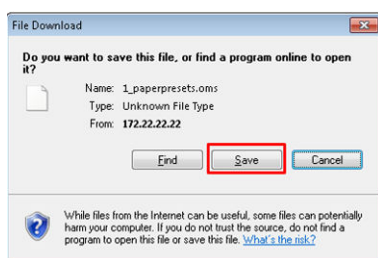 File Download
Do you want to save this file, or find a program online to open
it?
Name: 1_paperpresets.oms
Type: Unknown File Type
From: 172.22.22.22
Find Save Cancel
While files from the Internet can be useful, some files can potentially
harm your computer. If you do not trust the source, do not find a
program to open this file or save this file. What's the risk?